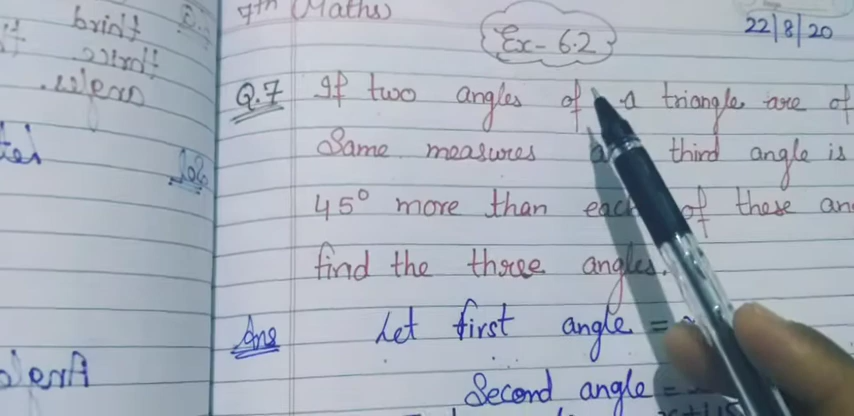 7th (Maths)
Ex- 6.2
22/8/20
Q.7 If two angles of a triangle are of
Same measures third angle is
45° more than each of these
find the three angles.
Ans Let first angle =
Second angle =